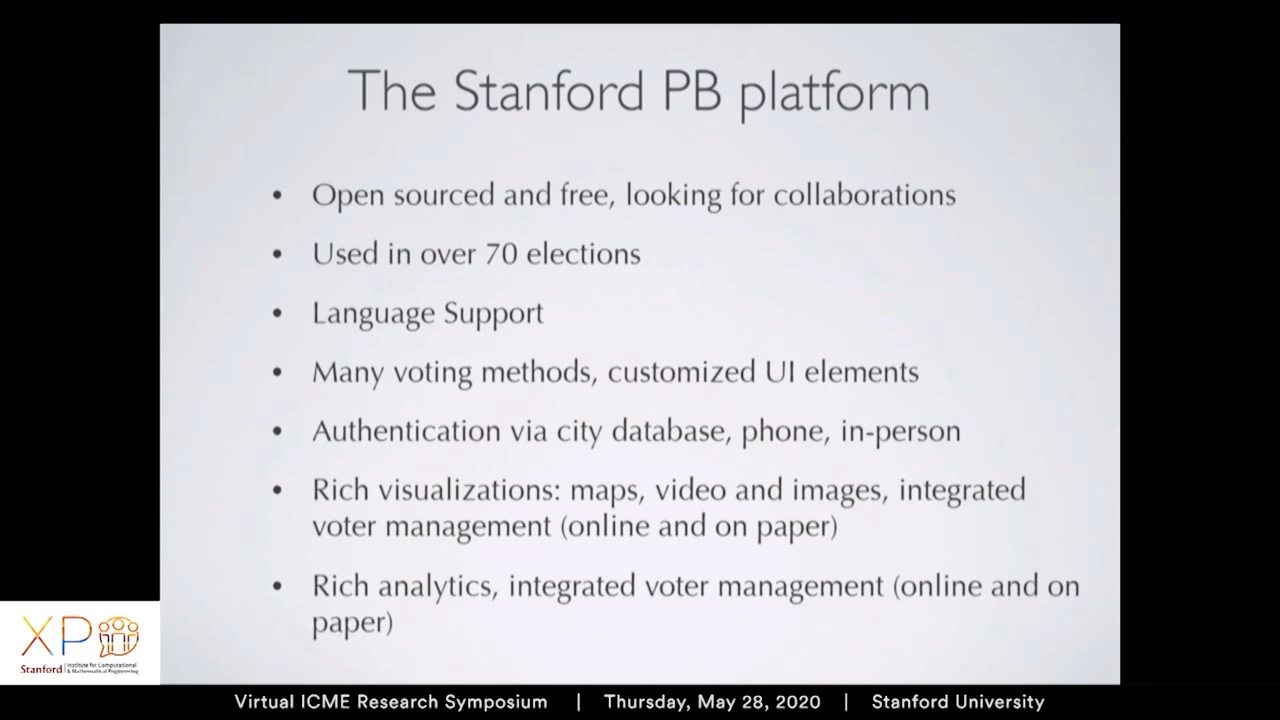 The Stanford PB platform
• Open sourced and free, looking for collaborations
• Used in over 70 elections
• Language Support
• Many voting methods, customized UI elements
• Authentication via city database, phone, in-person
• Rich visualizations: maps, video and images, integrated
voter management (online and on paper)
• Rich analytics, integrated voter management (online and on
paper)
XP
Stanford | Institute for Computational
& Mathematical Engineering
Virtual ICME Research Symposium | Thursday, May 28, 2020 | Stanford University